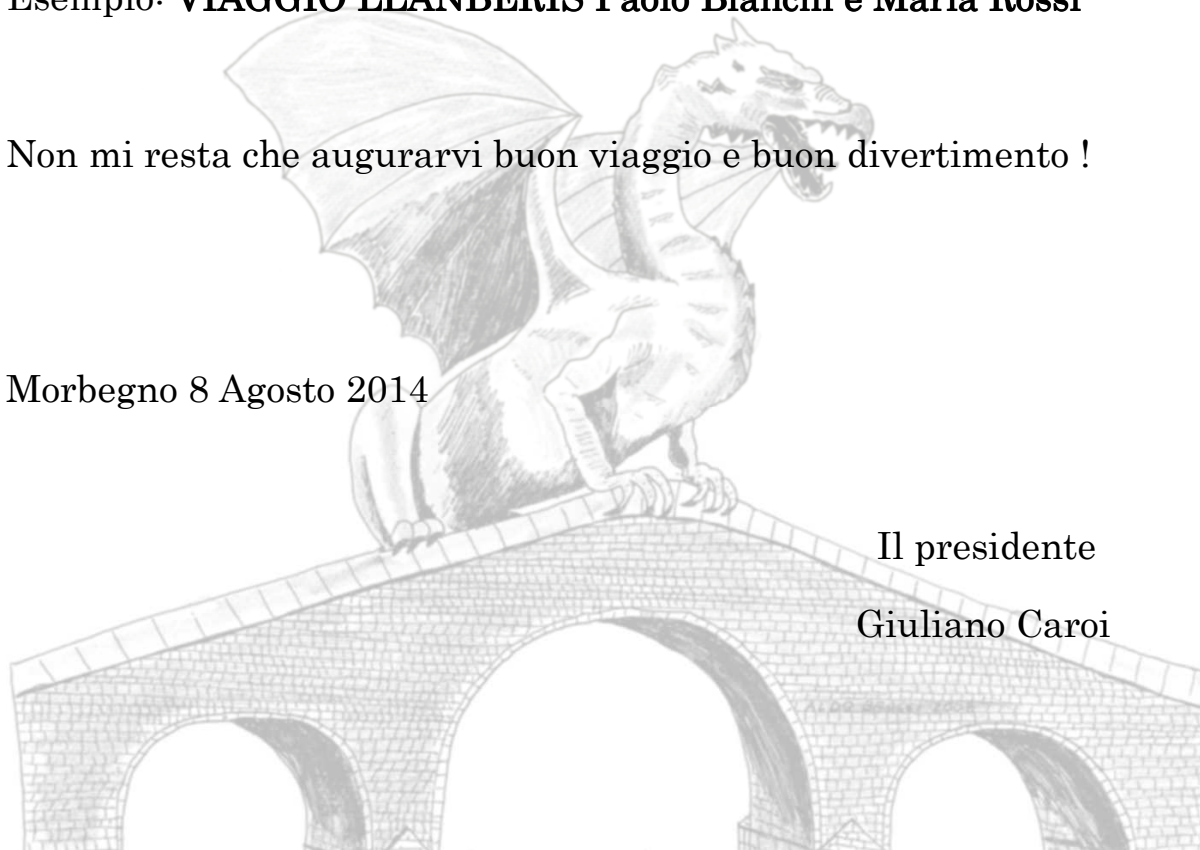 Esempio: VIAGGIO LLANBERIS Paolo Bianchi e Maria Rossi
Non mi resta che augurarvi buon viaggio e buon divertimento !
Morbegno 8 Agosto 2014
Il presidente
Giuliano Caroi